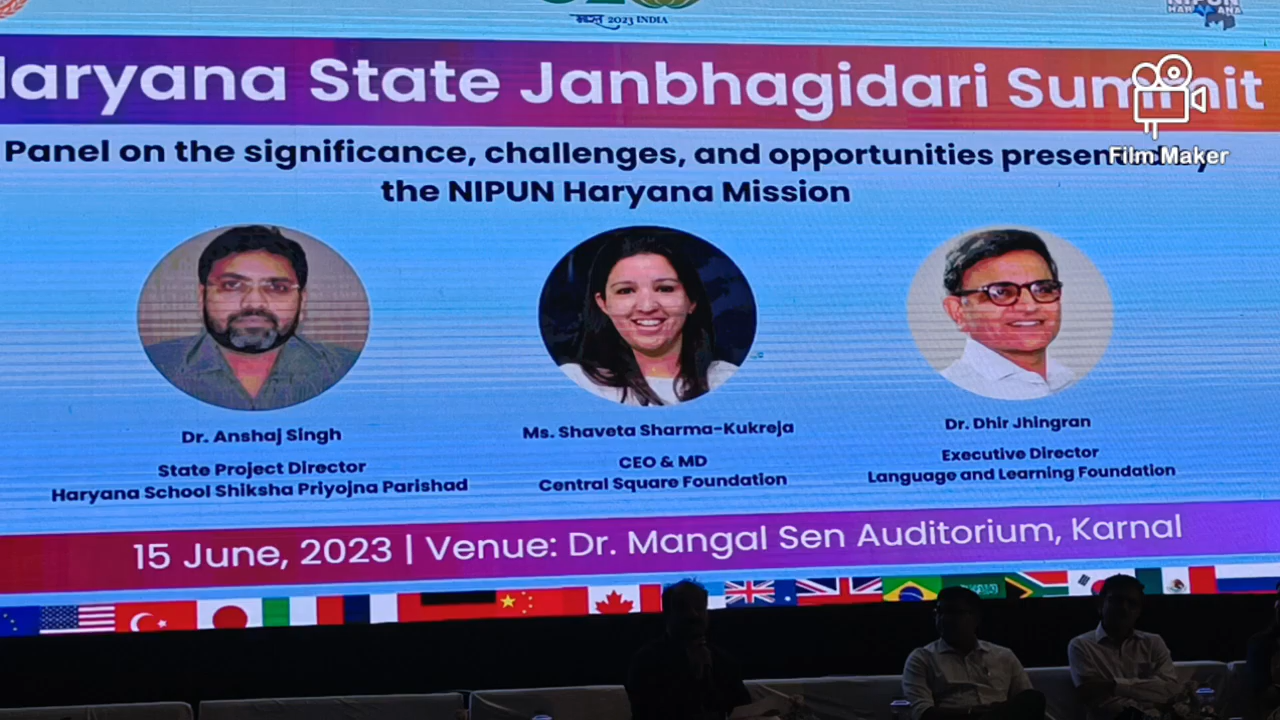 भारत 2023 INDIA
NIPUN
HARYANA
Haryana State Janbhagidari Summit
Film Maker
Panel on the significance, challenges, and opportunities presented by
the NIPUN Haryana Mission
Dr. Anshaj Singh
State Project Director
Haryana School Shiksha Priyojna Parishad
Ms. Shaveta Sharma-Kukreja
CEO & MD
Central Square Foundation
Dr. Dhir Jhingran
Executive Director
Language and Learning Foundation
15 June, 2023 | Venue: Dr. Mangal Sen Auditorium, Karnal